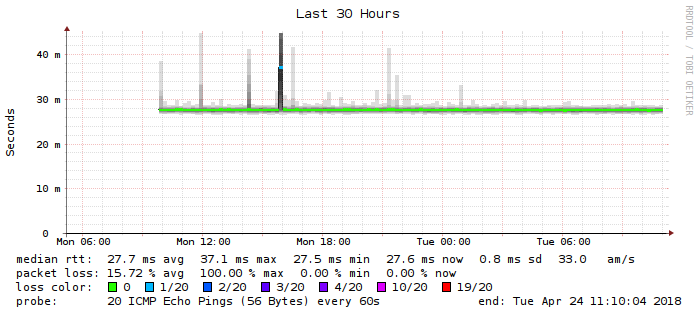 Last 30 Hours
RRDTOOL / TOBI OETIKER
Seconds
40 m
30 m
20 m
10 m
0
Mon 06:00 Mon 12:00 Mon 18:00 Tue 00:00 Tue 06:00
median rtt: 27.7 ms avg 37.1 ms max 27.5 ms min 27.6 ms now 0.8 ms sd 33.0 am/s
packet loss: 15.72 % avg 100.00 % max 0.00 % min 0.00 % now
loss color: 0 1/20 2/20 3/20 4/20 10/20 19/20
probe: 20 ICMP Echo Pings (56 Bytes) every 60s end: Tue Apr 24 11:10:04 2018